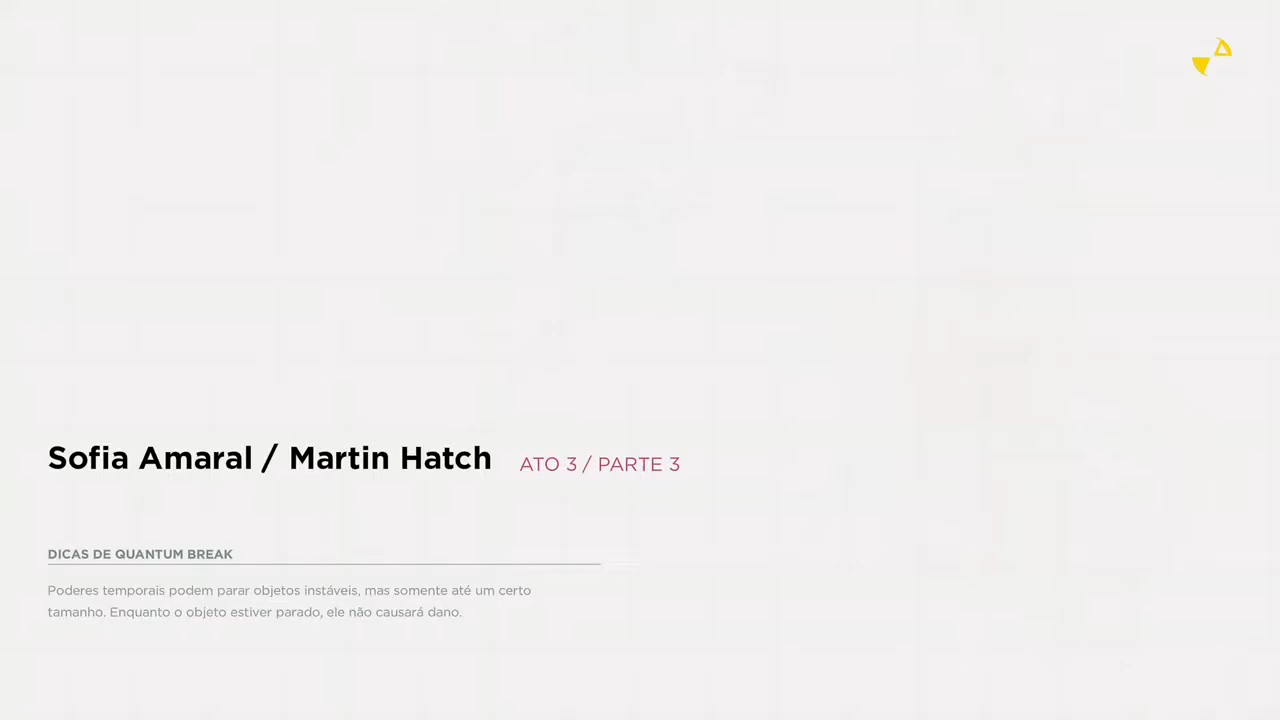 Sofia Amaral / Martin Hatch ATO 3 / PARTE 3
DICAS DE QUANTUM BREAK
Poderes temporais podem parar objetos instáveis, mas somente até um certo
tamanho. Enquanto o objeto estiver parado, ele não causará dano.